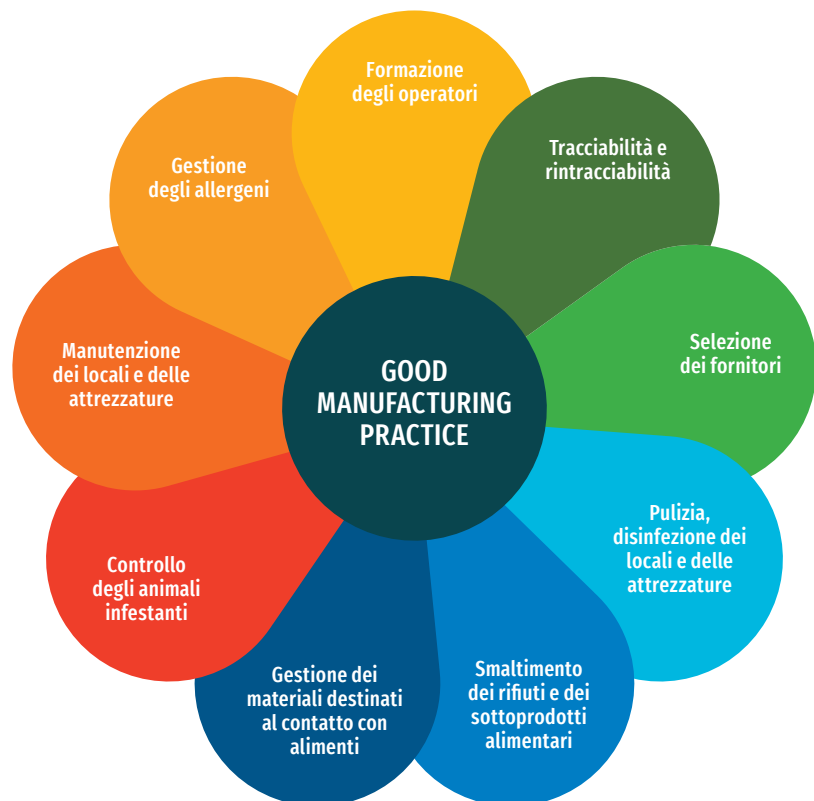 Formazione
degli operatori
Tracciabilità e
rintracciabilità
Selezione
dei fornitori
Pulizia,
disinfezione dei
locali e delle
attrezzature
Smaltimento
dei rifiuti e dei
sottoprodotti
alimentari
Gestione dei
materiali destinati
al contatto con
alimenti
Controllo
degli animali
infestanti
Manutenzione
dei locali e delle
attrezzature
Gestione
degli allergeni
GOOD
MANUFACTURING
PRACTICE